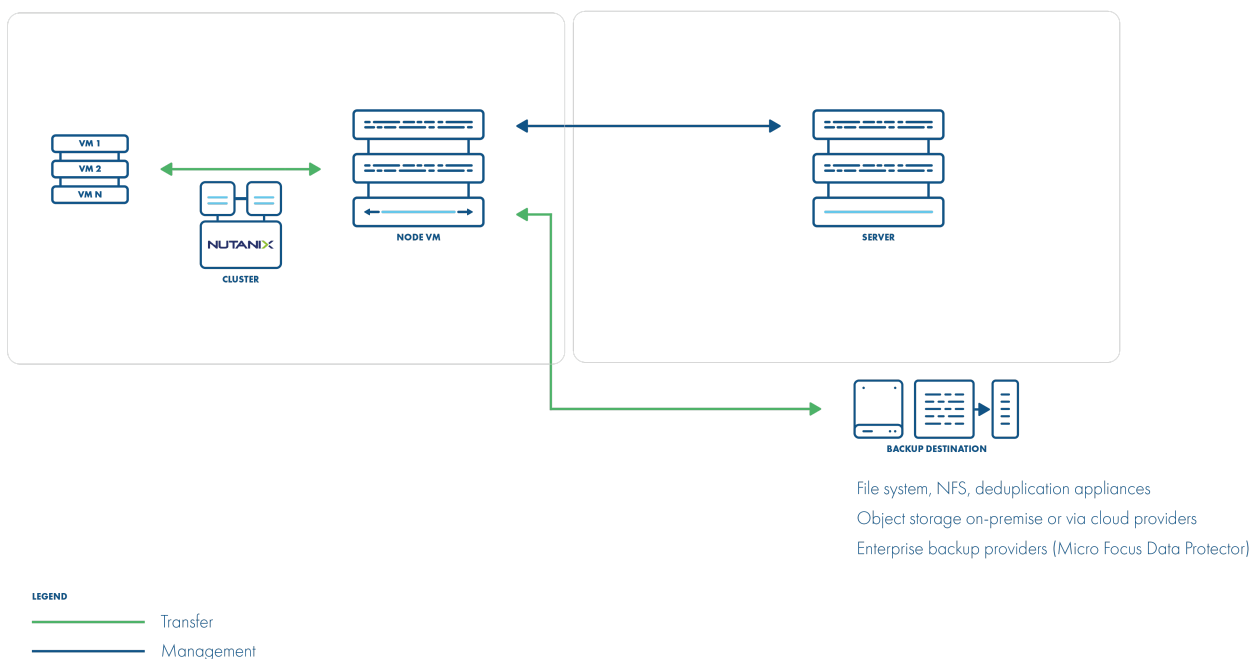 VM 1
VM 2
VM N
NUTANIX
CLUSTER
NODE VM
SERVER
BACKUP DESTINATION
File system, NFS, deduplication appliances
Object storage on-premise or via cloud providers
Enterprise backup providers (Micro Focus Data Protector)
LEGEND
Transfer
Management